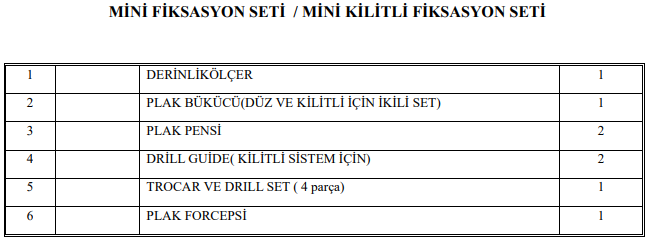 MİNİ FİKSASYON SETİ / MİNİ KİLİTLİ FİKSASYON SETİ
1 DERİNLİKÖLÇER 1
2 PLAK BÜKÜCÜ(DÜZ VE KİLİTLİ İÇİN İKİLİ SET) 1
3 PLAK PENSİ 2
4 DRİLL GUİDE( KİLİTLİ SİSTEM İÇİN) 2
5 TROCAR VE DRİLL SET ( 4 parça) 1
6 PLAK FORCEPSİ 1